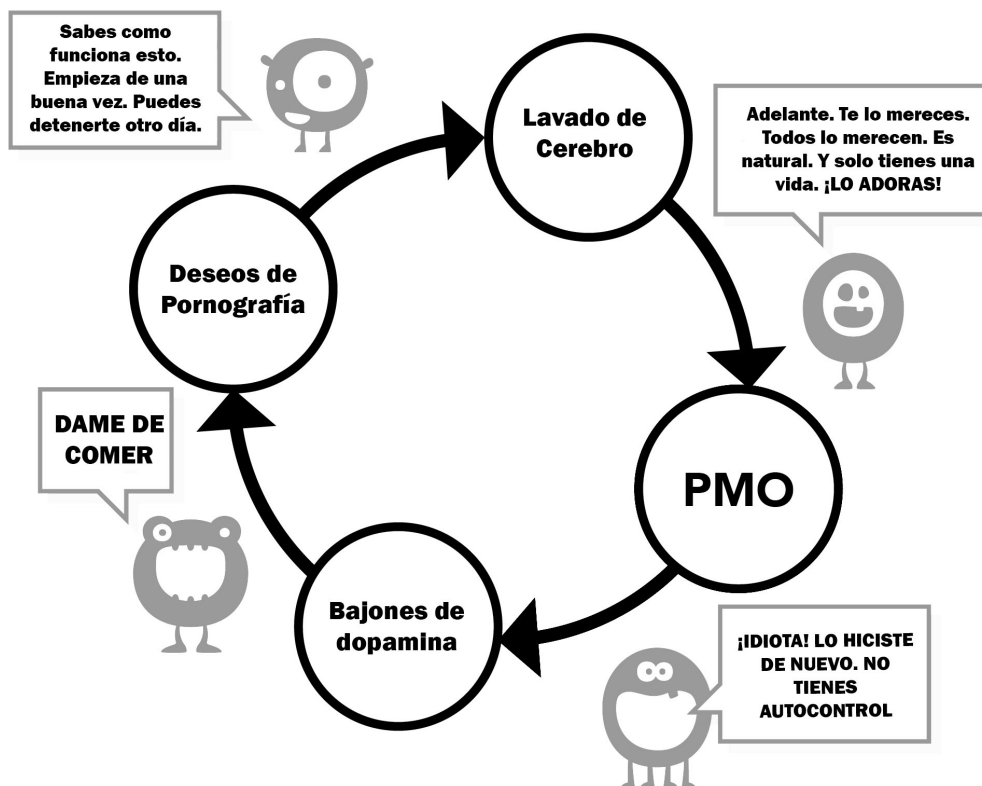 Sabes como
funciona esto.
Empieza de una
buena vez. Puedes
detenerte otro día.
Lavado de
Cerebro
Adelante. Te lo mereces.
Todos lo merecen. Es
natural. Y solo tienes una
vida. ¡LO ADORAS!
Deseos de
Pornografía
DAME DE
COMER
PMO
Bajones de
dopamina
¡IDIOTA! LO HICISTE
DE NUEVO. NO
TIENES
AUTOCONTROL